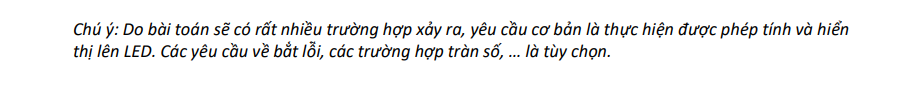 Chú ý: Do bài toán sẽ có rất nhiều trường hợp xảy ra, yêu cầu cơ bản là thực hiện được phép tính và hiển
thị lên LED. Các yêu cầu về bắt lỗi, các trường hợp tràn số, ... là tùy chọn.